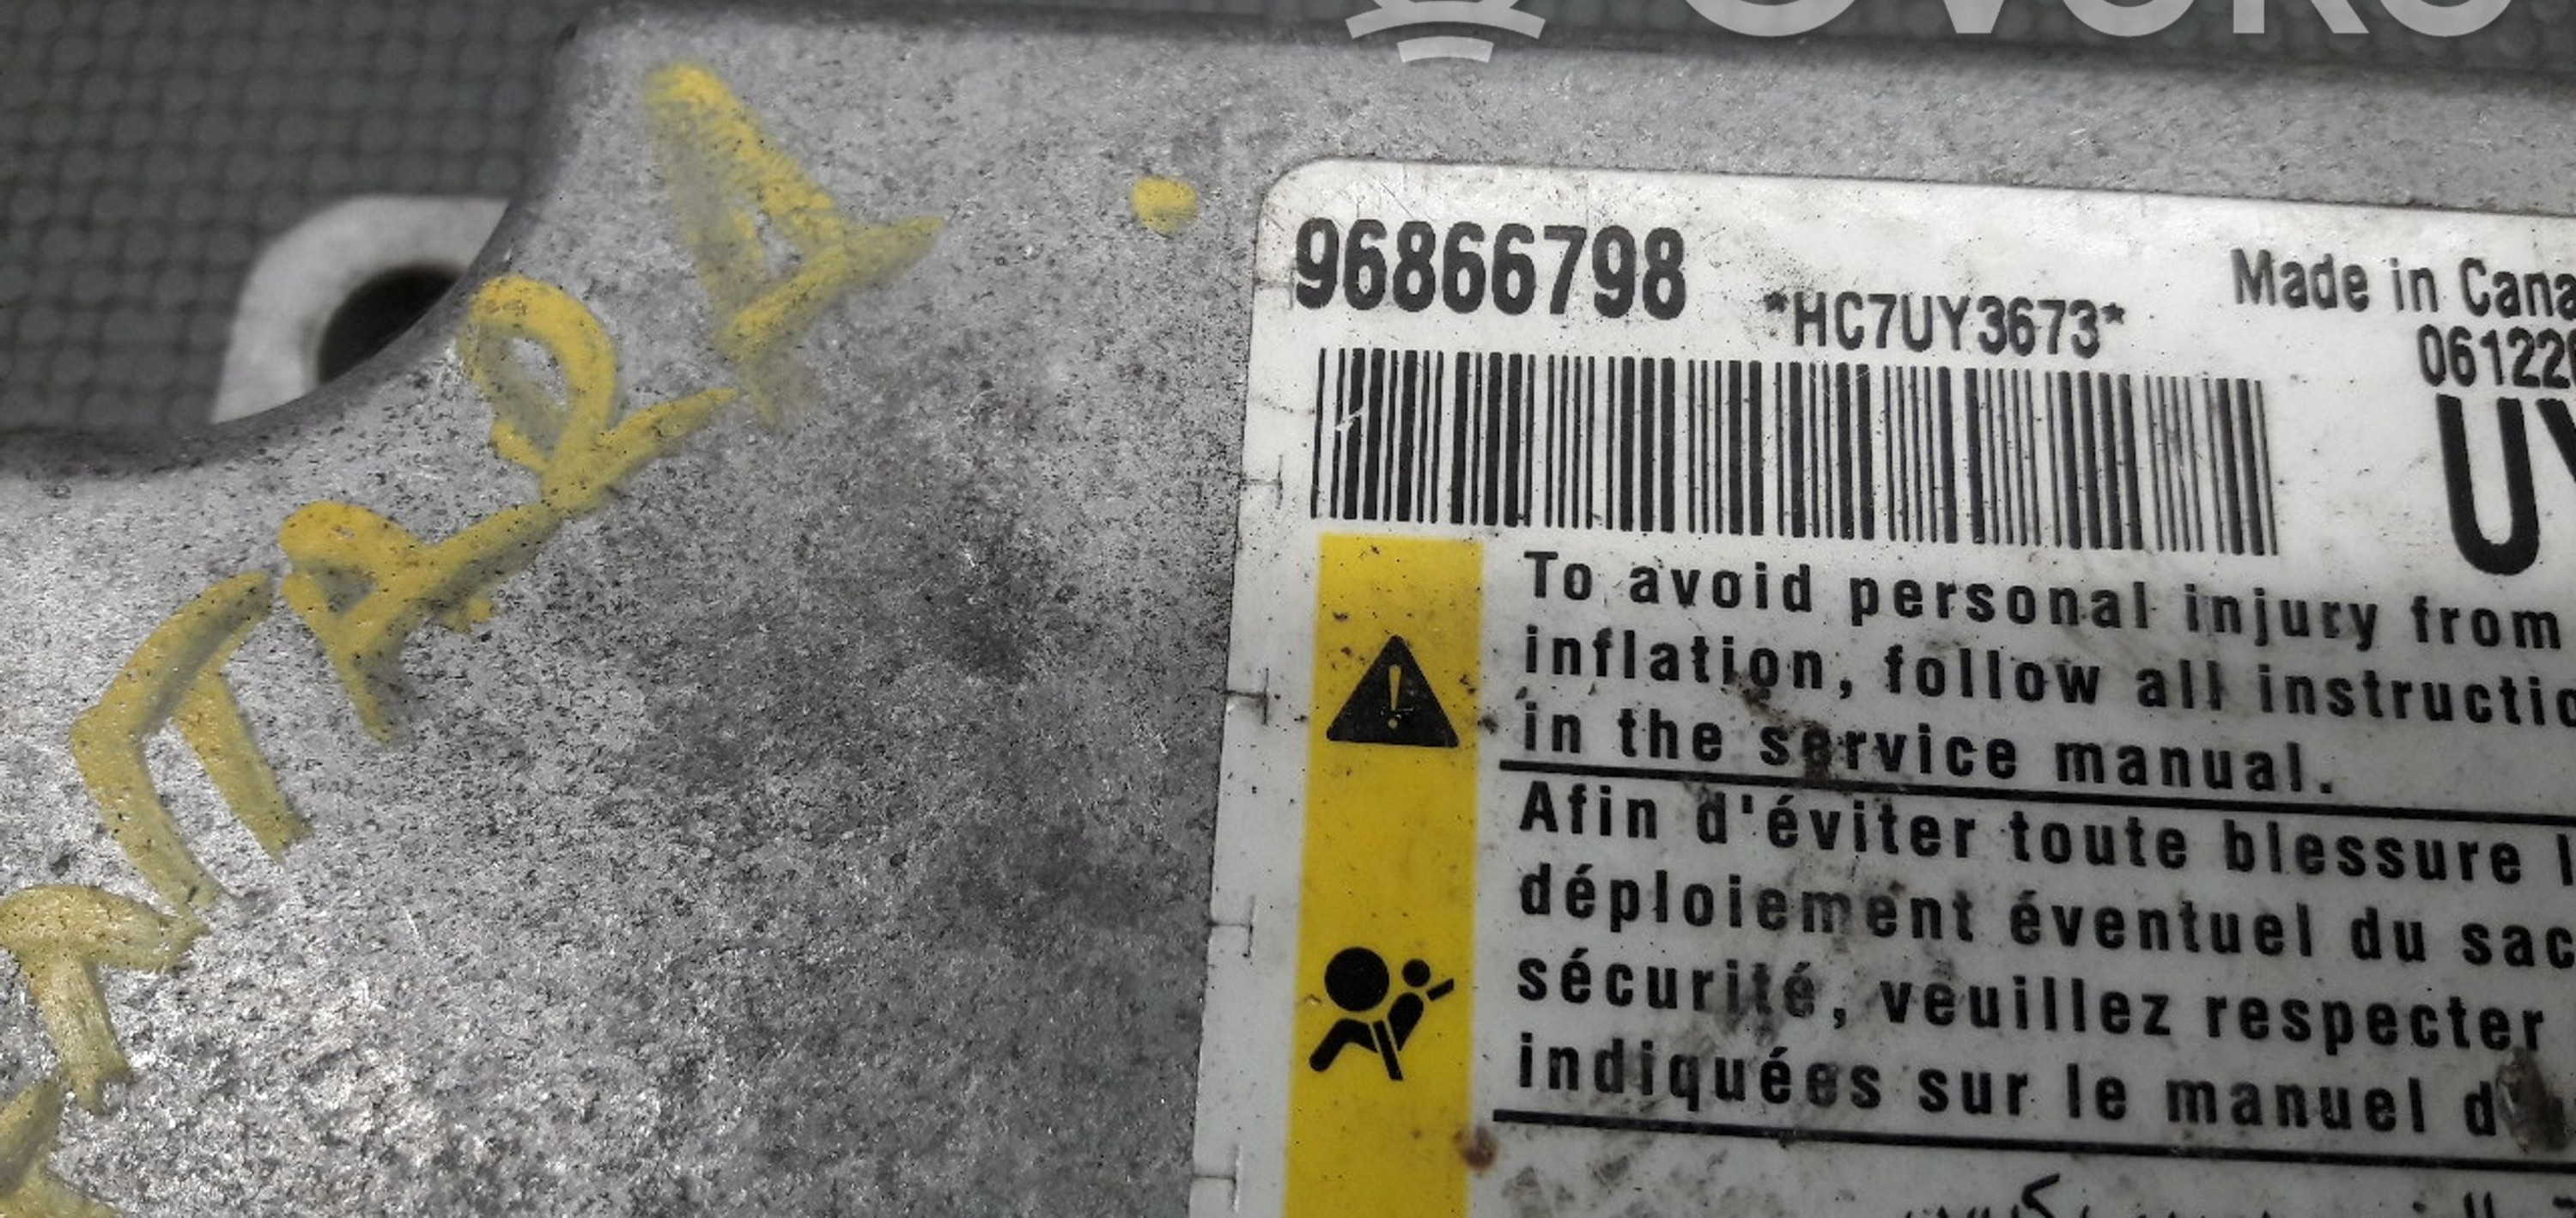 96866798
*HC7UY3673*
Made in Cana
06122
To avoid personal injury from
inflation, follow all instructio
in the service manual.
Afin d'éviter toute blessure l
déploiement éventuel du sac
sécurité, veuillez respecter
indiquées sur le manuel d